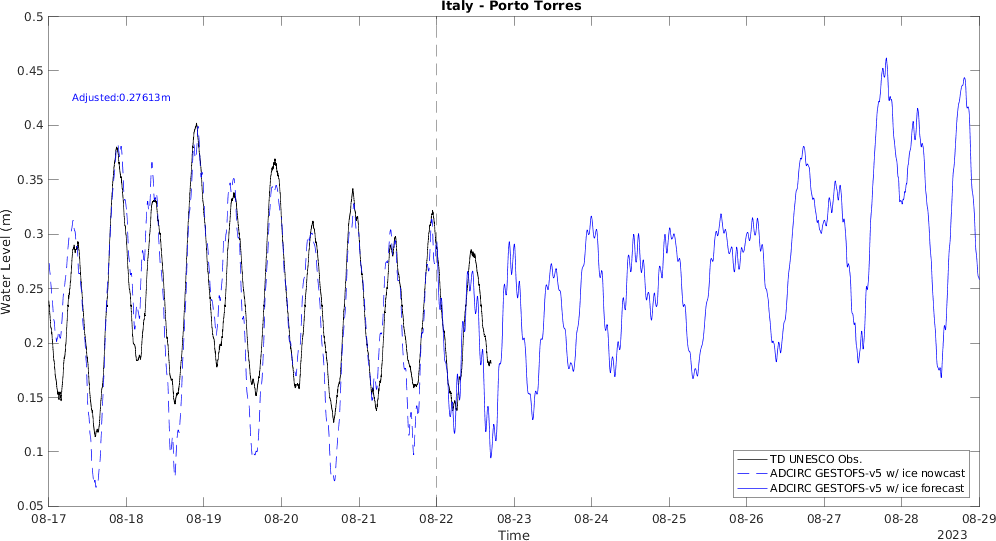 Italy - Porto Torres
0.5
0.45
0.4
0.35
0.3
0.25
0.2
0.15
0.1
0.05
Water Level (m)
Adjusted:0.27613m
TD UNESCO Obs.
ADCIRC GESTOFS-v5 w/ ice nowcast
ADCIRC GESTOFS-v5 w/ ice forecast
08-17 08-18 08-19 08-20 08-21 08-22 08-23 08-24 08-25 08-26 08-27 08-28 08-29
Time
2023